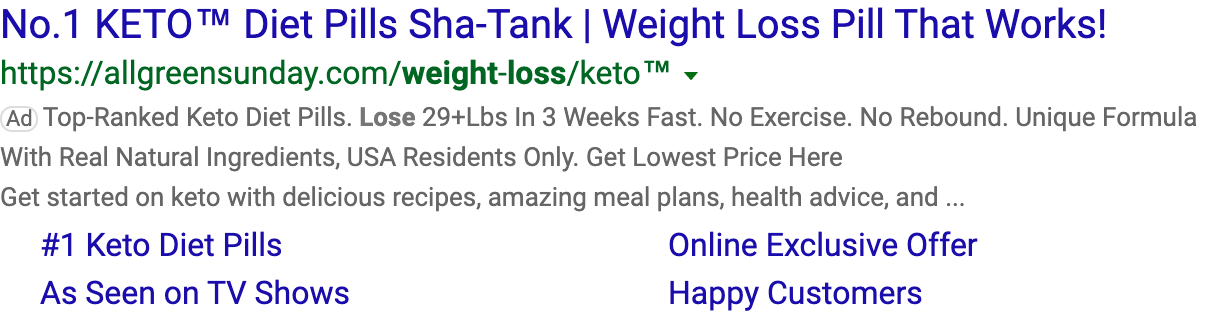 No.1 KETO™ Diet Pills Sha-Tank | Weight Loss Pill That Works!
https://allgreensunday.com/weight-loss/keto™
Ad Top-Ranked Keto Diet Pills. Lose 29+Lbs In 3 Weeks Fast. No Exercise. No Rebound. Unique Formula
With Real Natural Ingredients, USA Residents Only. Get Lowest Price Here
Get started on keto with delicious recipes, amazing meal plans, health advice, and ...
#1 Keto Diet Pills Online Exclusive Offer
As Seen on TV Shows Happy Customers